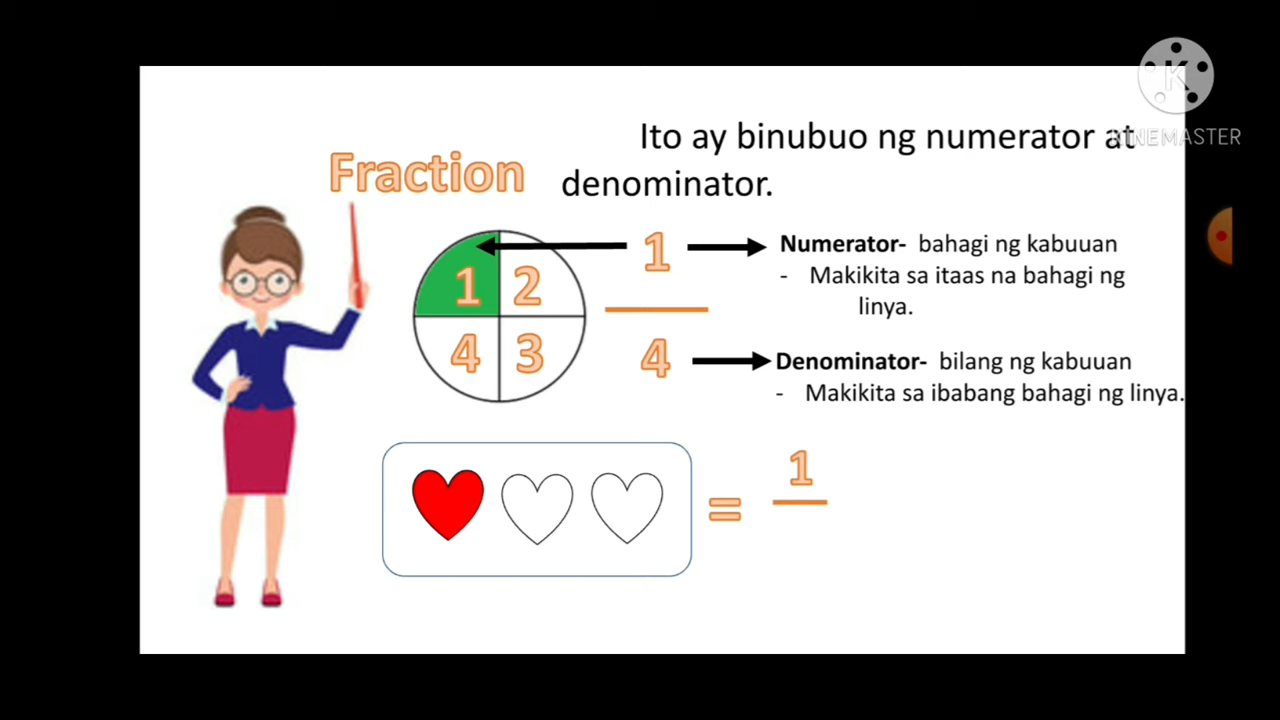 K
KINEMASTER
Ito ay binubuo ng numerator at
denominator.
Fraction
1 2
4 3
1
4
Numerator- bahagi ng kabuuan
- Makikita sa itaas na bahagi ng
linya.
Denominator- bilang ng kabuuan
- Makikita sa ibabang bahagi ng linya.
= 1